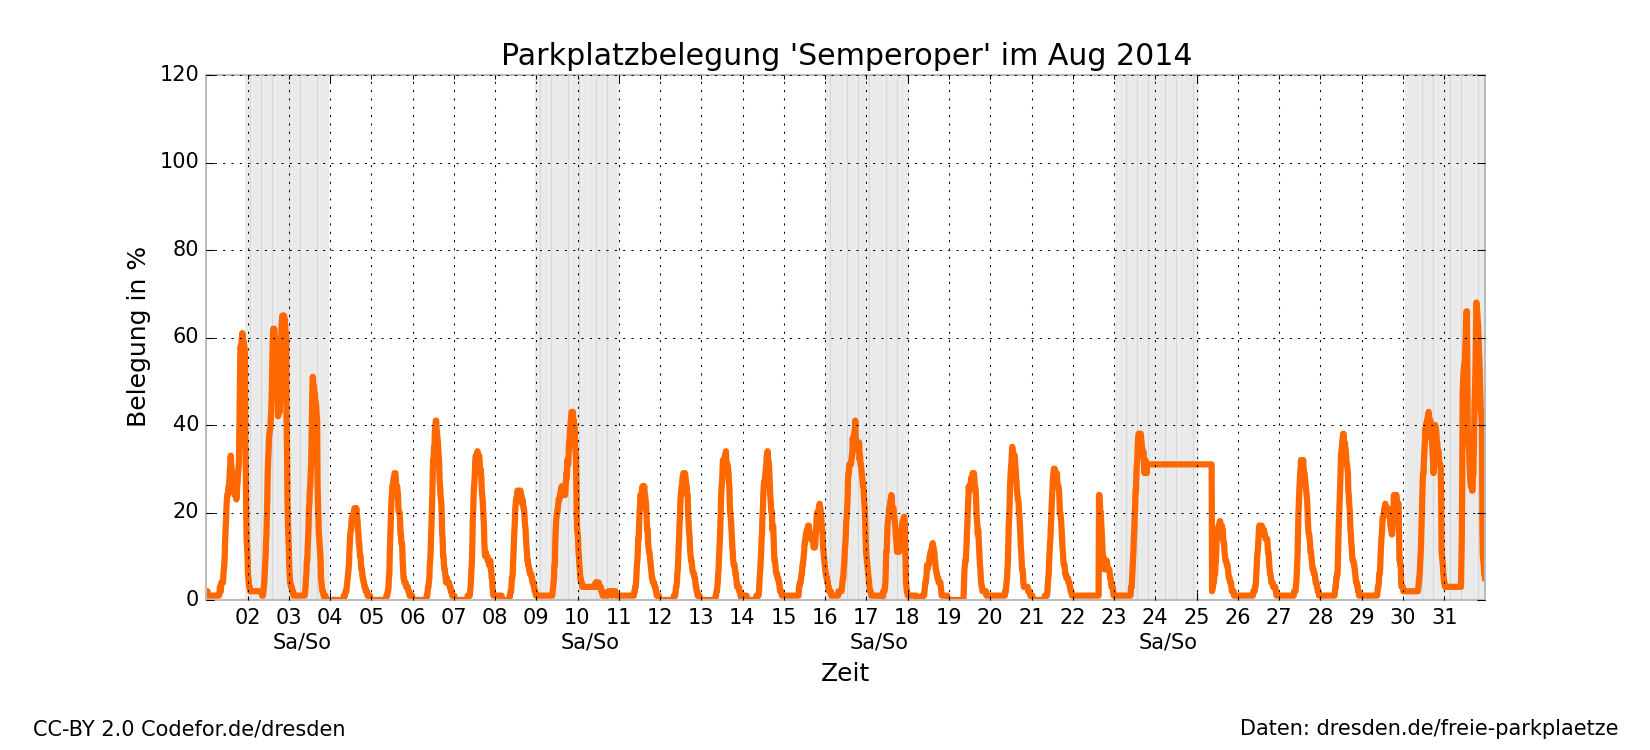 Parkplatzbelegung 'Semperoper' im Aug 2014
120
100
80
60
40
20
0
Belegung in %
02 03 04 05 06 07 08 09 10 11 12 13 14 15 16 17 18 19 20 21 22 23 24 25 26 27 28 29 30 31
Sa/So Sa/So Sa/So Sa/So
Zeit
CC-BY 2.0 Codefor.de/dresden
Daten: dresden.de/freie-parkplaetze